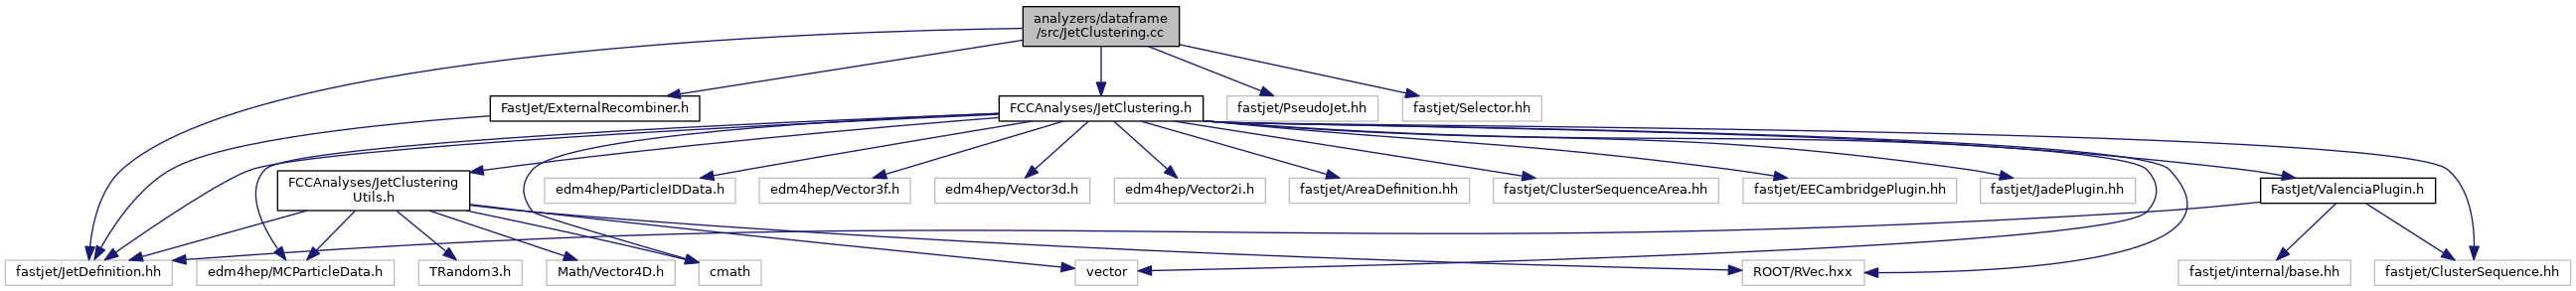 analyzers/dataframe
/src/JetClustering.cc
FastJet/ExternalRecombiner.h
FCCAnalyses/JetClustering.h
fastjet/PseudoJet.hh
fastjet/Selector.hh
FCCAnalyses/JetClustering
Utils.h
edm4hep/ParticleIDData.h
edm4hep/Vector3f.h
edm4hep/Vector3d.h
edm4hep/Vector2i.h
fastjet/AreaDefinition.hh
fastjet/ClusterSequenceArea.hh
fastjet/EECambridgePlugin.hh
fastjet/JadePlugin.hh
FastJet/ValenciaPlugin.h
fastjet/JetDefinition.hh
edm4hep/MCParticleData.h
TRandom3.h
Math/Vector4D.h
cmath
vector
ROOT/RVec.hxx
fastjet/internal/base.hh
fastjet/ClusterSequence.hh